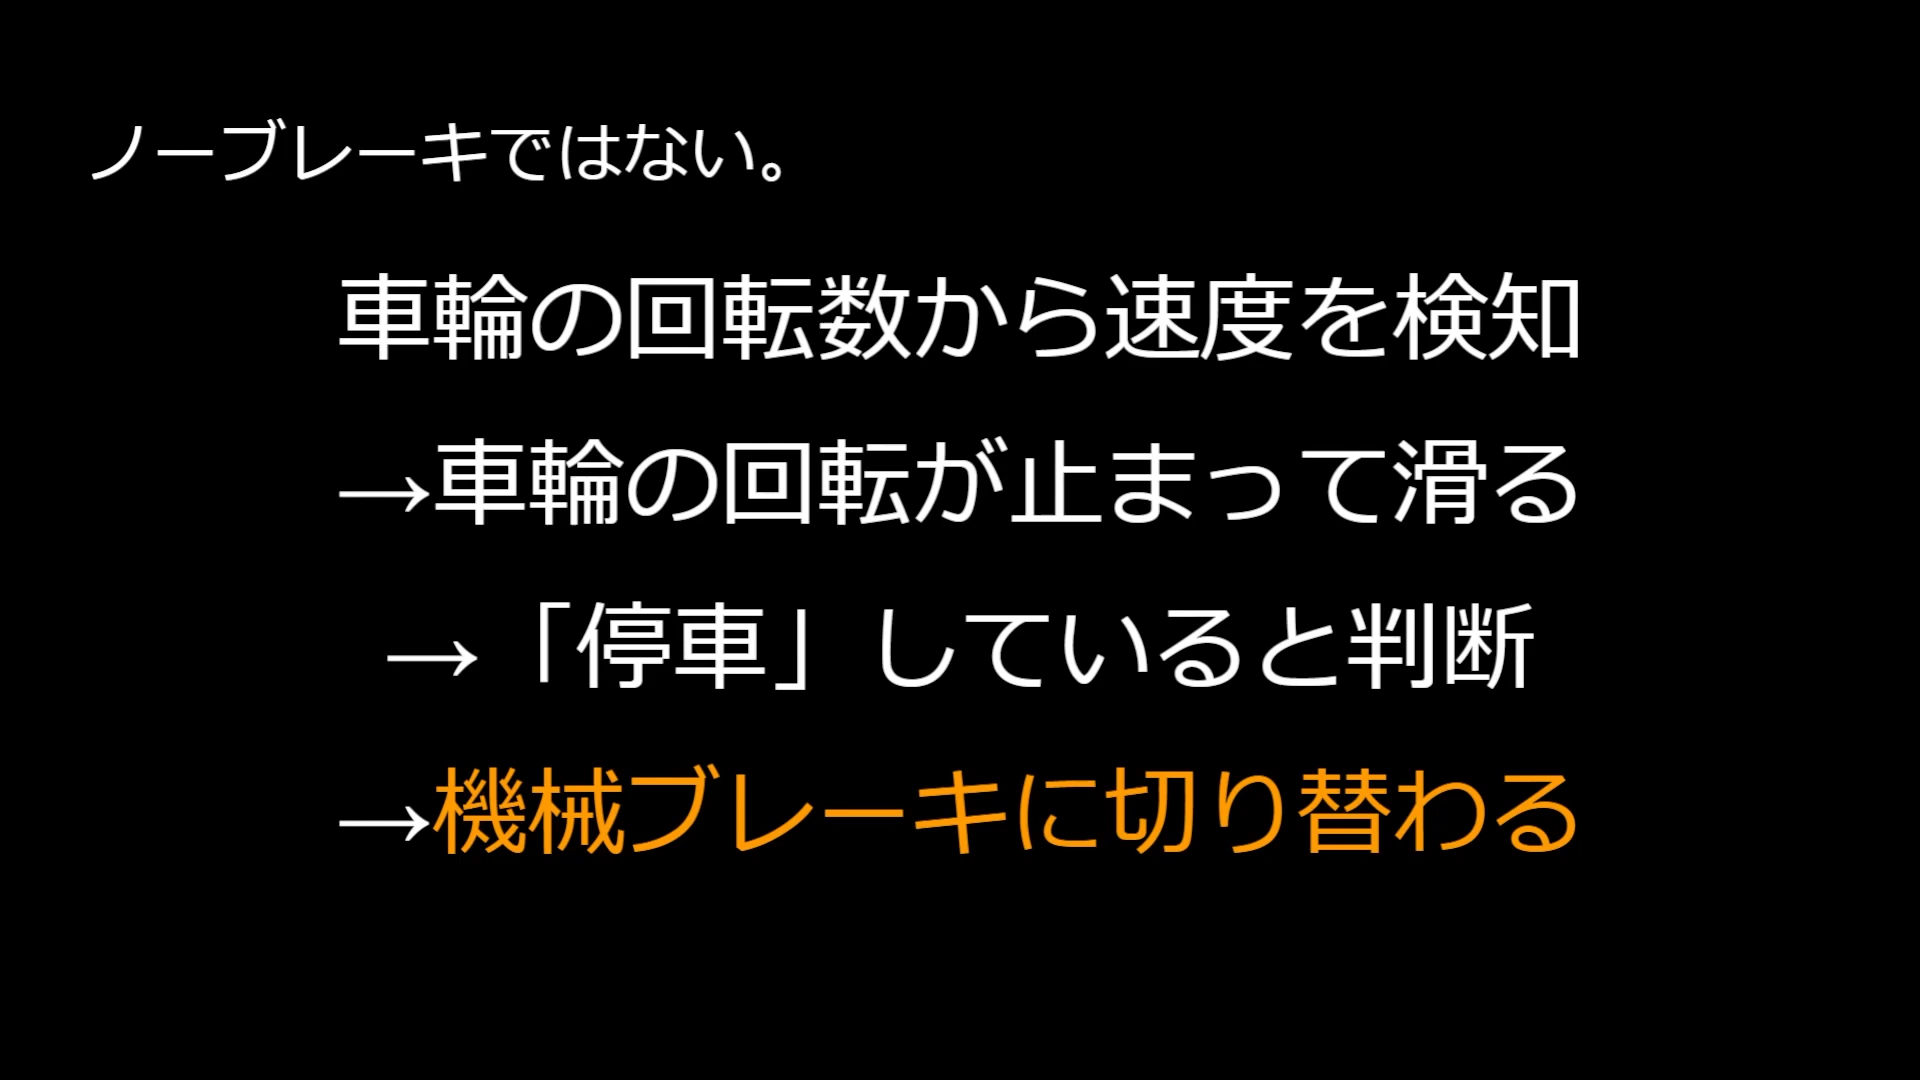 ノーブレーキではない。
車輪の回転数から速度を検知
→車輪の回転が止まって滑る
→「停車」していると判断
→機械ブレーキに切り替わる